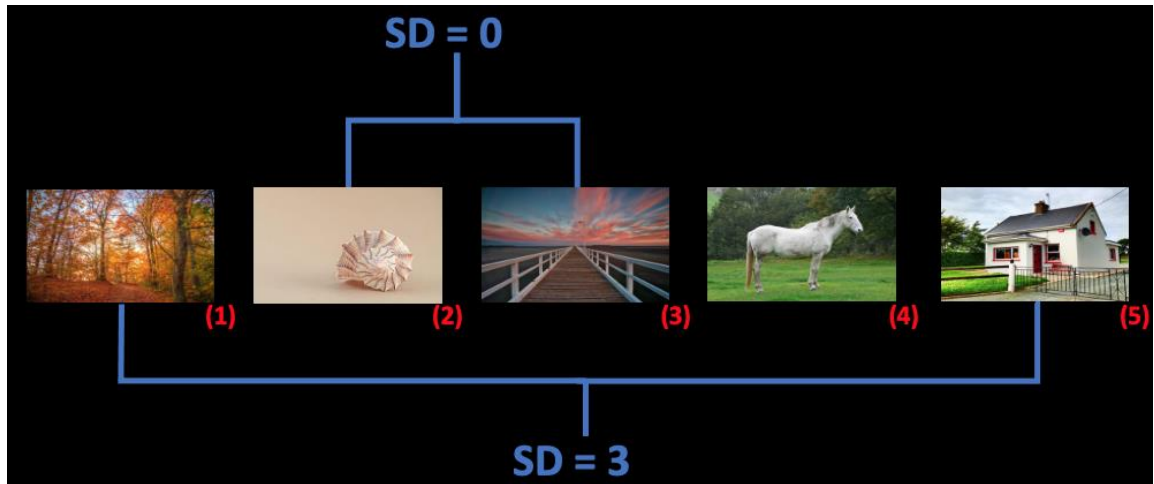 SD = 0
(1) (2) (3) (4) (5)
SD = 3